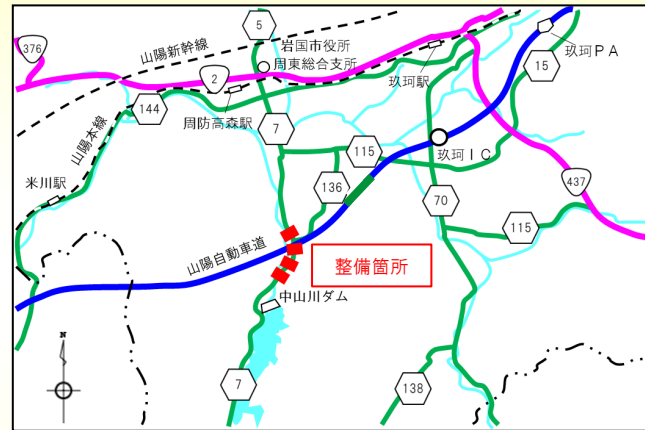 5
376
山陽新幹線
岩国市役所
周東総合支所
玖珂PA
2
玖珂駅
15
144
周防高森駅
山陽本線
7
115
玖珂IC
米川駅
136
437
70
115
山陽自動車道
整備箇所
中山川ダム
N
7
138